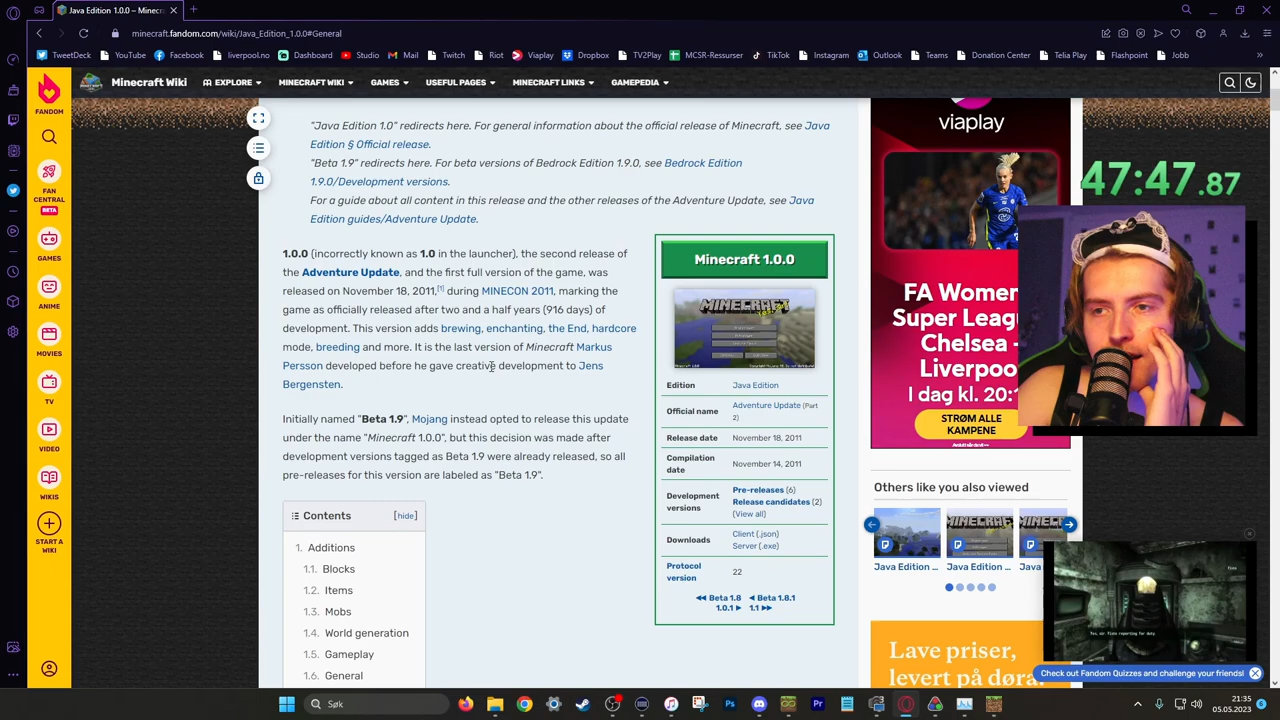 Java Edition 1.0.0 – Minecr
minecraft.fandom.com/wiki/Java_Edition_1.0.0#General
TweetDeck
YouTube
Facebook
liverpool.no
Dashboard
Studio
Mail
Twitch
Riot
Viaplay
Dropbox
TV2Play
MCSR-Ressurser
TikTok
Instagram
Outlook
Teams
Donation Center
Telia Play
Flashpoint
Jobb
Minecraft Wiki
EXPLORE
MINECRAFT WIKI
GAMES
USEFUL PAGES
MINECRAFT LINKS
GAMEPEDIA
FANDOM
FAN
CENTRAL
BETA
GAMES
ANIME
MOVIES
TV
VIDEO
WIKIS
START A
WIKI
"Java Edition 1.0" redirects here. For general information about the official release of Minecraft, see Java
Edition § Official release.
"Beta 1.9" redirects here. For beta versions of Bedrock Edition 1.9.0, see Bedrock Edition
1.9.0/Development versions.
For a guide about all content in this release and the other releases of the Adventure Update, see Java
Edition guides/Adventure Update.
1.0.0 (incorrectly known as 1.0 in the launcher), the second release of
the Adventure Update, and the first full version of the game, was
released on November 18, 2011,[1] during MINECON 2011, marking the
game as officially released after two and a half years (916 days) of
development. This version adds brewing, enchanting, the End, hardcore
mode, breeding and more. It is the last version of Minecraft Markus
Persson developed before he gave creative development to Jens
Bergensten.
Initially named "Beta 1.9", Mojang instead opted to release this update
under the name "Minecraft 1.0.0", but this decision was made after
development versions tagged as Beta 1.9 were already released, so all
pre-releases for this version are labeled as "Beta 1.9".
Contents [hide]
1. Additions
1.1. Blocks
1.2. Items
1.3. Mobs
1.4. World generation
1.5. Gameplay
1.6. General
Minecraft 1.0.0
MINECRAFT
Edition Java Edition
Official name Adventure Update (Part
2)
Release date November 18, 2011
Compilation
date November 14, 2011
Development
versions
Pre-releases (6)
Release candidates (2)
(View all)
Downloads
Client (.json)
Server (.exe)
Protocol
version 22
◄◄ Beta 1.8 ◄ Beta 1.8.1
1.0.1 ► 1.1 ►►
viaplay
FA Women
Super Leagu
Chelsea -
Liverpoo
I dag kl. 20:1
STRØM ALLE
KAMPENE
47:47.87
Others like you also viewed
Java Edition ...
Java Edition ...
Java
Yes, sir. Fisto reporting for duty.
Fisto
Lave priser,
levert på døra.
Check out Fandom Quizzes and challenge your friends!
Søk
21:35
05.05.2023
6